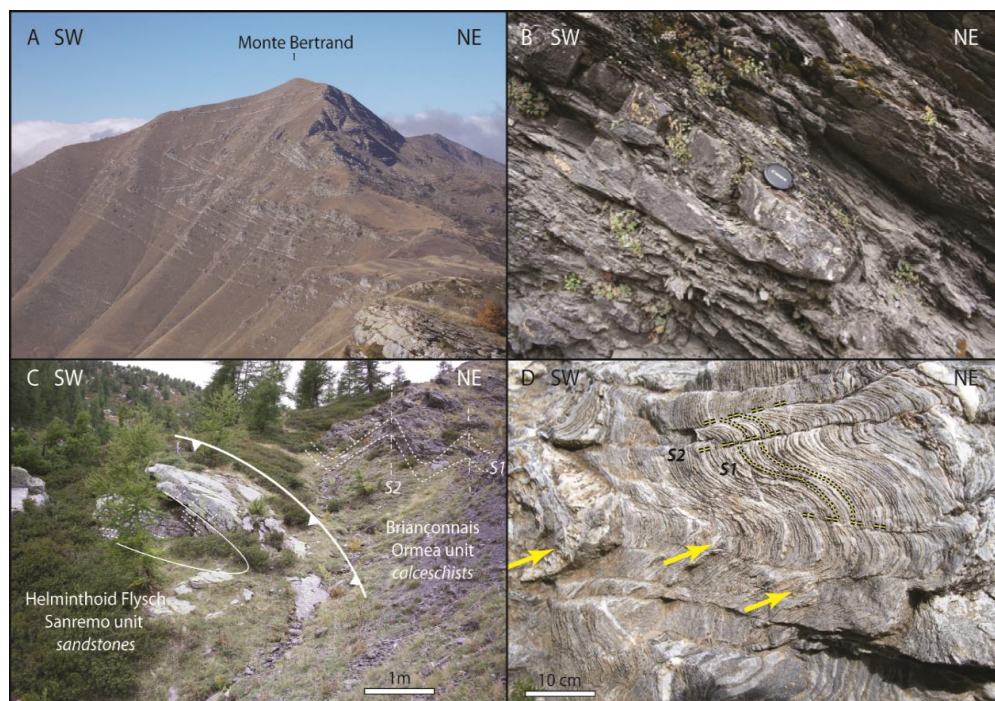 A SW
Monte Bertrand
NE
B SW
NE
C SW
NE
S2
S1
Helminthoid Flysch
Sanremo unit
sandstones
Briançonnais
Ormea unit
calceschists
1m
D SW
NE
S2
S1
10 cm